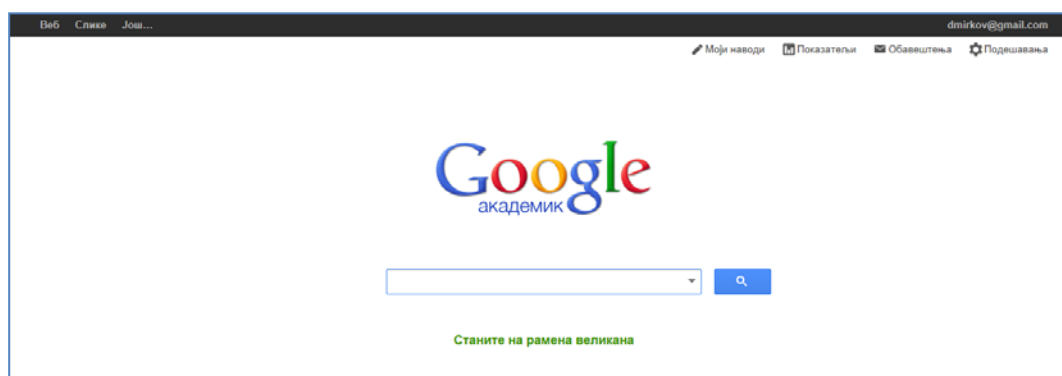 Веб Слике Још... dmirkov@gmail.com
Моји наводи Показатељи Обавештења Подешавања
Google
академик
Станите на рамена великана